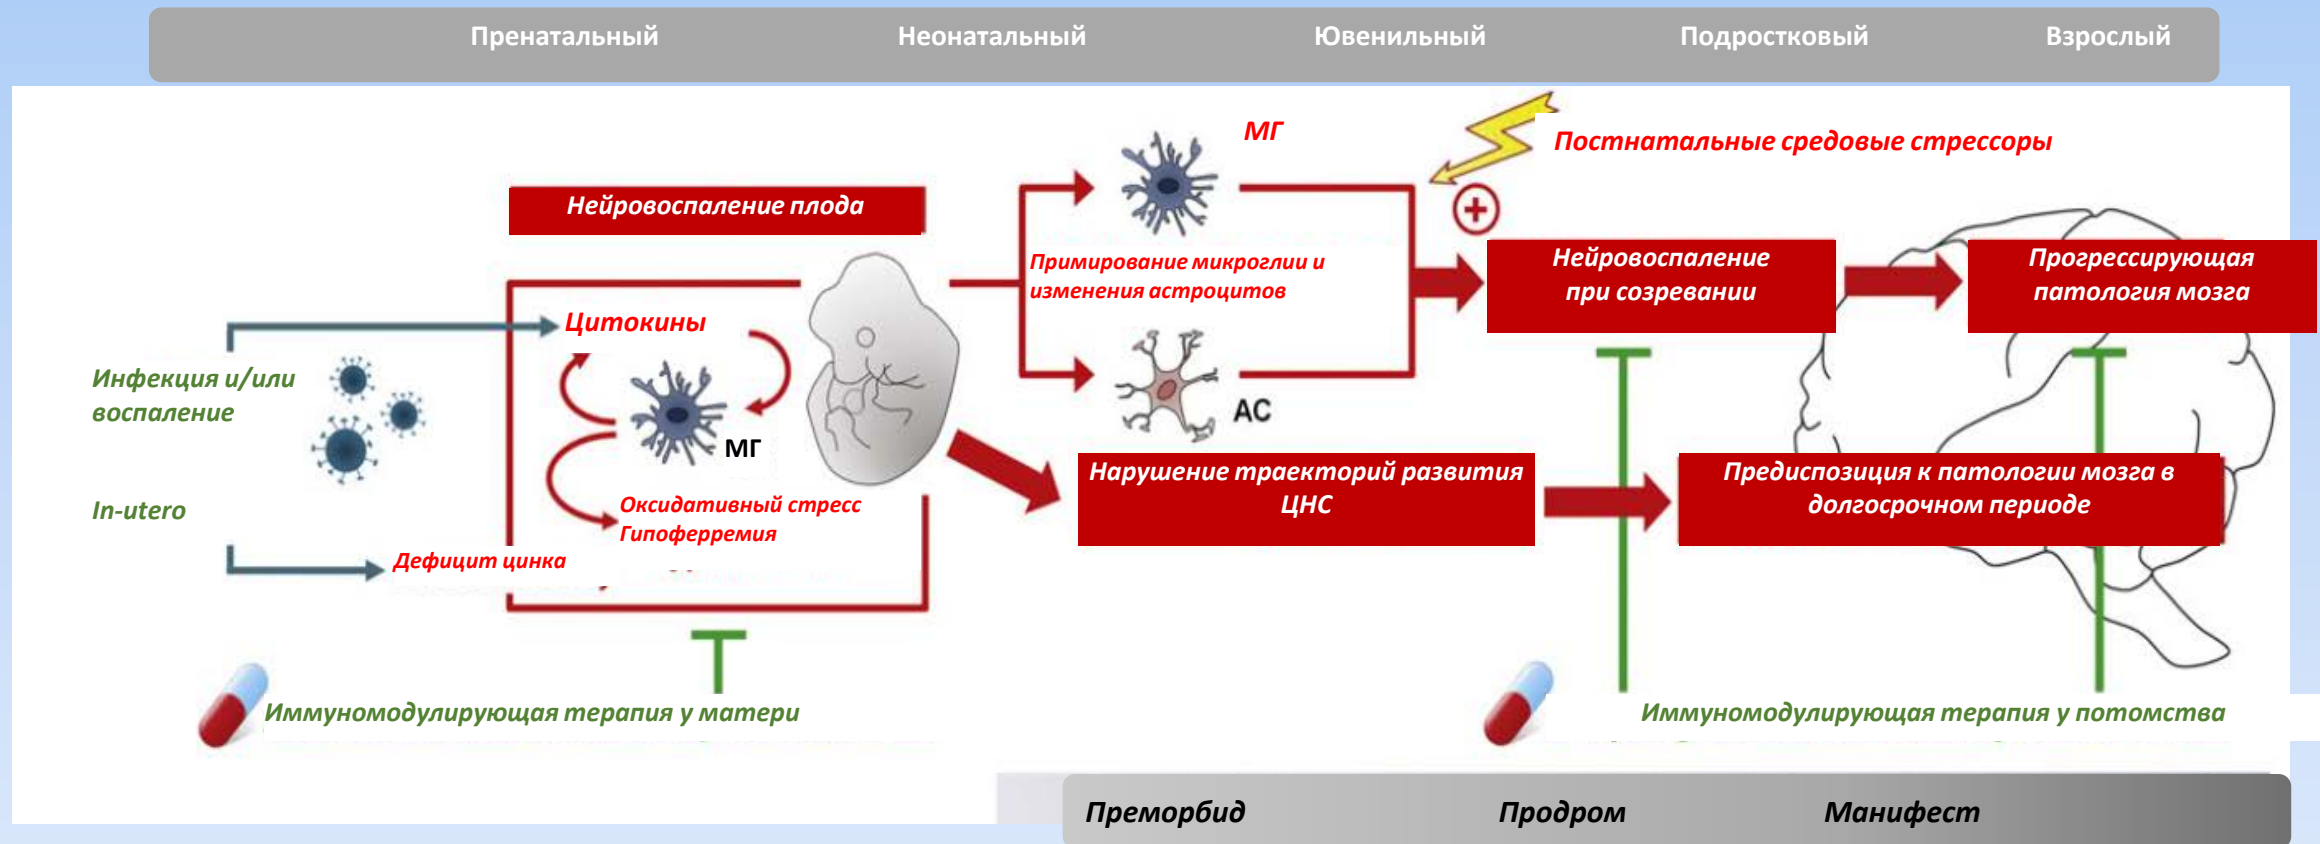 Пренатальный Неонатальный Ювенильный Подростковый Взрослый
МГ
Постнатальные средовые стрессоры
Нейровоспаление плода
Примирование микроглии и
изменения астроцитов
Нейровоспаление
при созревании
Прогрессирующая
патология мозга
Цитокины
Инфекция и/или
воспаление
АС
МГ
Нарушение траекторий развития
ЦНС
Предиспозиция к патологии мозга в
долгосрочном периоде
In-utero
Оксидативный стресс
Гипоферремия
Дефицит цинка
Иммуномодулирующая терапия у матери
Иммуномодулирующая терапия у потомства
Преморбид Продром Манифест